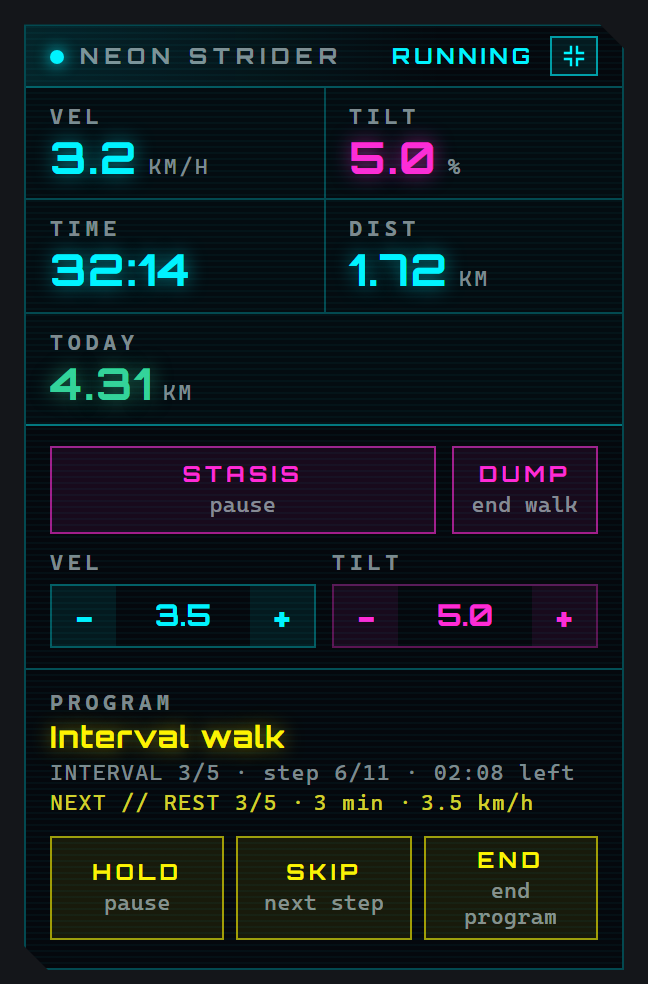 NEON STRIDER RUNNING
VEL TILT
3.2 KM/H 5.0 %
TIME DIST
32:14 1.72 KM
TODAY
4.31 KM
STASIS DUMP
pause end walk
VEL TILT
- 3.5 + - 5.0 +
PROGRAM
Interval walk
INTERVAL 3/5 · step 6/11 · 02:08 left
NEXT // REST 3/5 · 3 min · 3.5 km/h
HOLD SKIP END
pause next step end
program